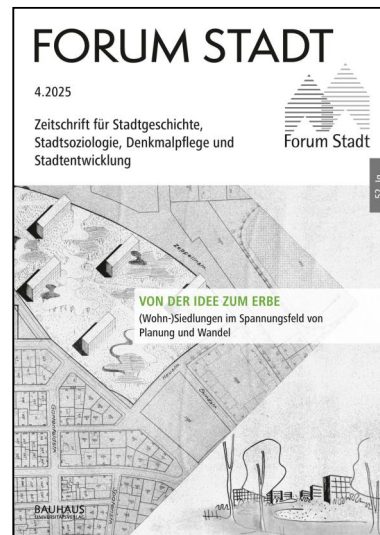 FORUM STADT
4.2025
Zeitschrift für Stadtgeschichte,
Stadtsoziologie, Denkmalpflege und
Stadtentwicklung
Forum Stadt
VON DER IDEE ZUM ERBE
(Wohn-)Siedlungen im Spannungsfeld von
Planung und Wandel
BAUHAUS
UNIVERSITÄTSVERLAG